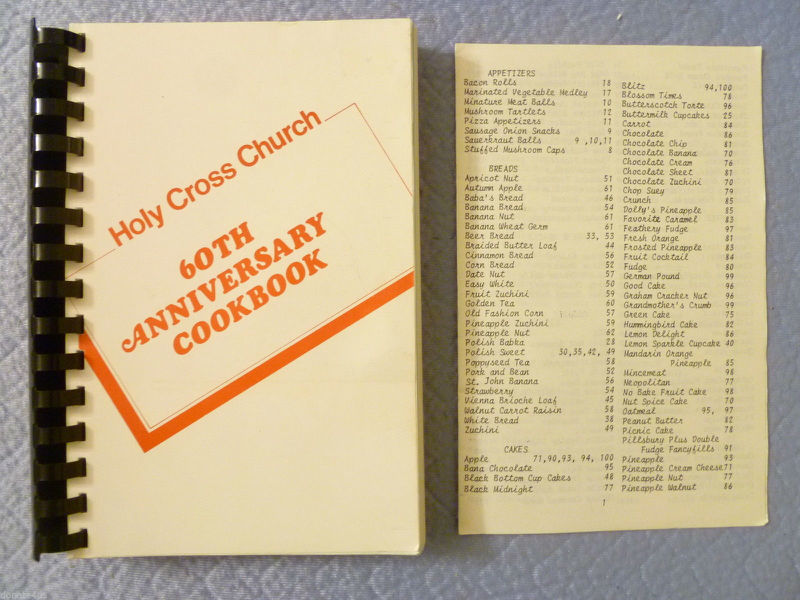 Holy Cross Church
60TH
ANNIVERSARY
COOKBOOK
APPETIZERS
Bacon Rolls 18
Marinated Vegetable Medley 17
Minature Meat Balls 10
Mushroom Tartlets 12
Pizza Appetizers 11
Sausage Onion Snacks 9
Sauerkraut Balls 9 ,10,11
Stuffed Mushroom Caps 8
BREADS
Apricot Nut 51
Autumn Apple 61
Baba's Bread 46
Banana Bread 54
Banana Nut 61
Banana Wheat Germ 61
Beer Bread 33, 53
Braided Butter Loaf 44
Cinnamon Bread 56
Corn Bread 52
Date Nut 57
Easy White 50
Fruit Zuchini 59
Golden Tea 60
Old Fashion Corn 57
Pineapple Zuchini 59
Pineapple Nut 62
Polish Babka 28
Polish Sweet 30,35,42, 49
Poppyseed Tea 58
Pork and Bean 52
St. John Banana 56
Strawberry 54
Vienna Brioche Loaf 45
Walnut Carrot Raisin 58
White Bread 38
Zuchini 49
CAKES
Apple 71,90,93, 94, 100
Bana Chocolate 95
Black Bottom Cup Cakes 48
Black Midnight 77
Blitz 94,100
Blossom Times 78
Butterscotch Torte 96
Buttermilk Cupcakes 25
Carrot 84
Chocolate 86
Chocolate Chip 81
Chocolate Banana 70
Chocolate Cream 76
Chocolate Sheet 81
Chocolate Zuchini 70
Chop Suey 79
Crunch 85
Dolly's Pineapple 85
Favorite Caramel 83
Feathery Fudge 97
Fresh Orange 81
Frosted Pineapple 83
Fruit Cocktail 84
Fudge 80
German Pound 99
Good Cake 96
Graham Cracker Nut 96
Grandmother's Crumb 99
Green Cake 75
Hummingbird Cake 82
Lemon Delight 86
Lemon Sparkle Cupcake 40
Mandarin Orange
Pineapple 85
Mincemeat 98
Neopolitan 77
No Bake Fruit Cake 98
Nut Spice Cake 70
Oatmeal 95, 97
Peanut Butter 82
Picnic Cake 78
Pillsbury Plus Double
Fudge Fancyfills 91
Pineapple 93
Pineapple Cream Cheese71
Pineapple Nut 77
Pineapple Walnut 86
1